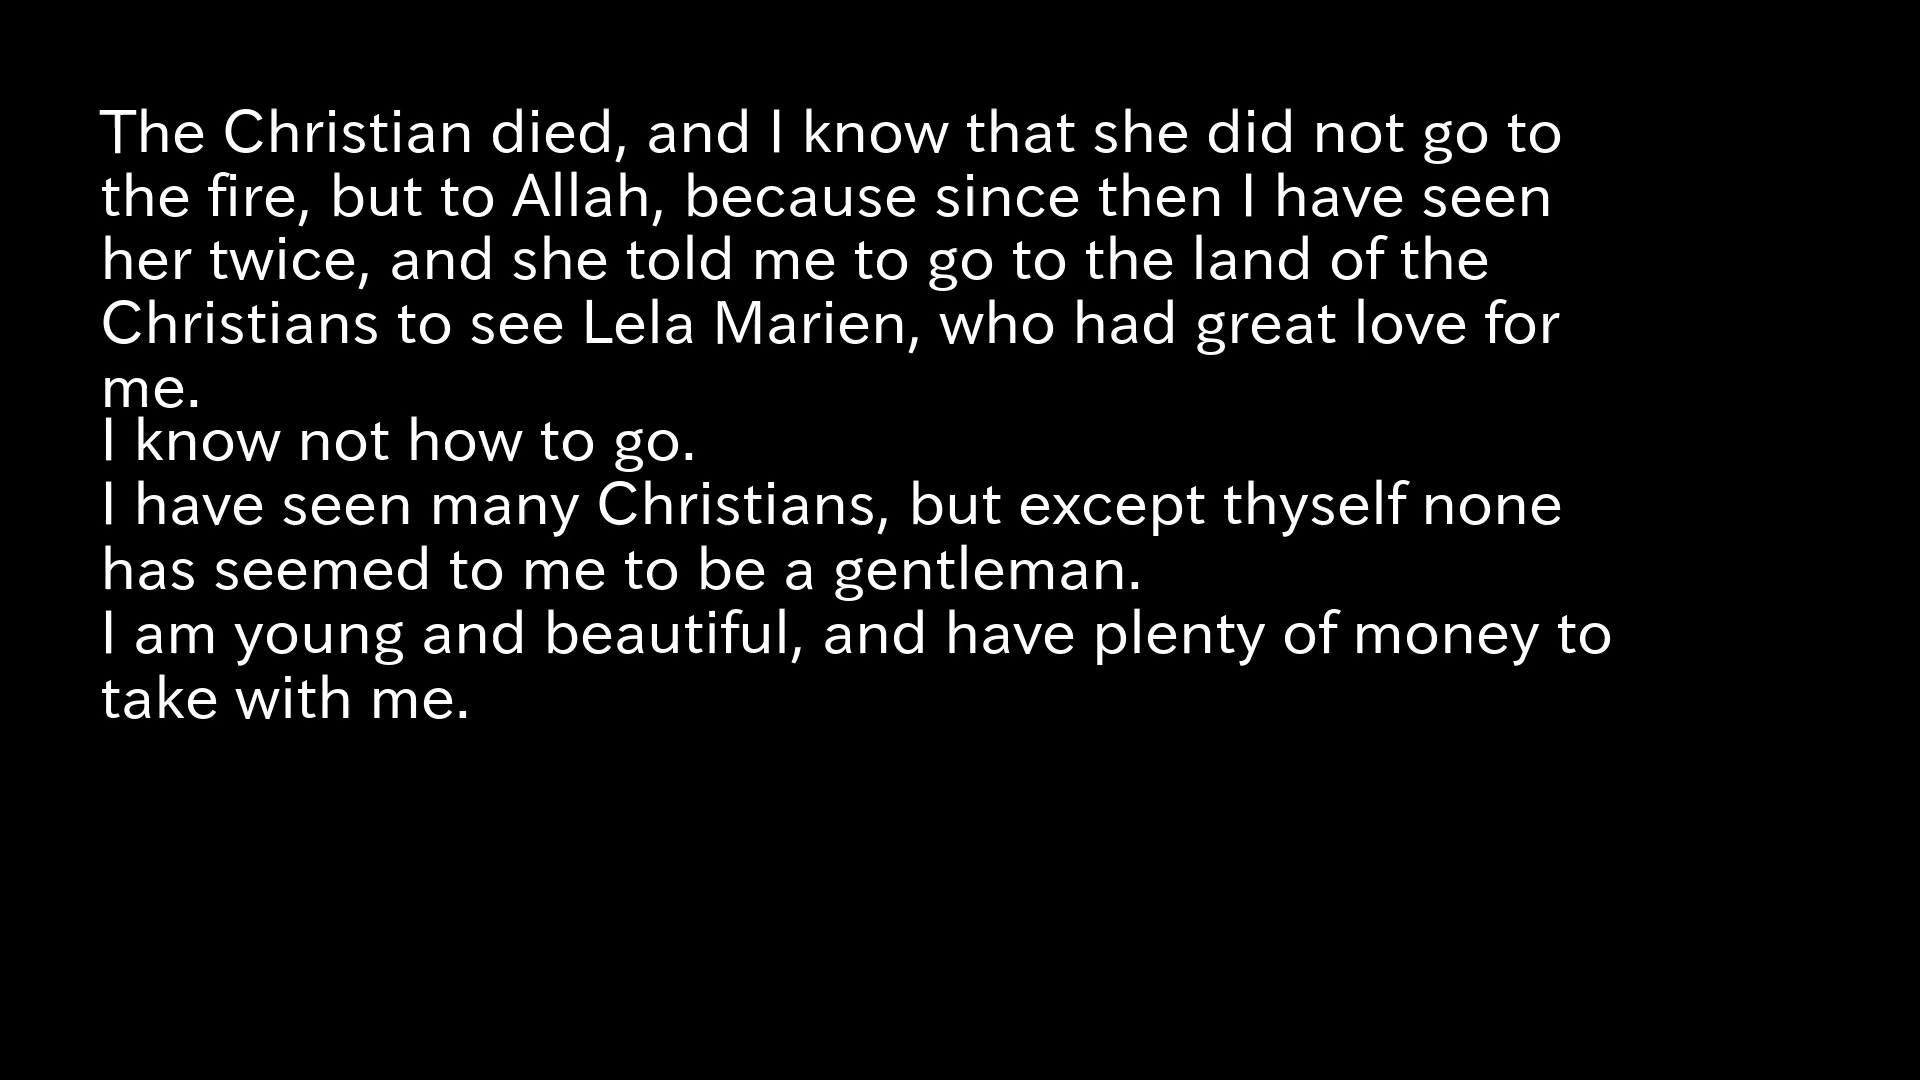 The Christian died, and I know that she did not go to
the fire, but to Allah, because since then I have seen
her twice, and she told me to go to the land of the
Christians to see Lela Marien, who had great love for
me.
I know not how to go.
I have seen many Christians, but except thyself none
has seemed to me to be a gentleman.
I am young and beautiful, and have plenty of money to
take with me.